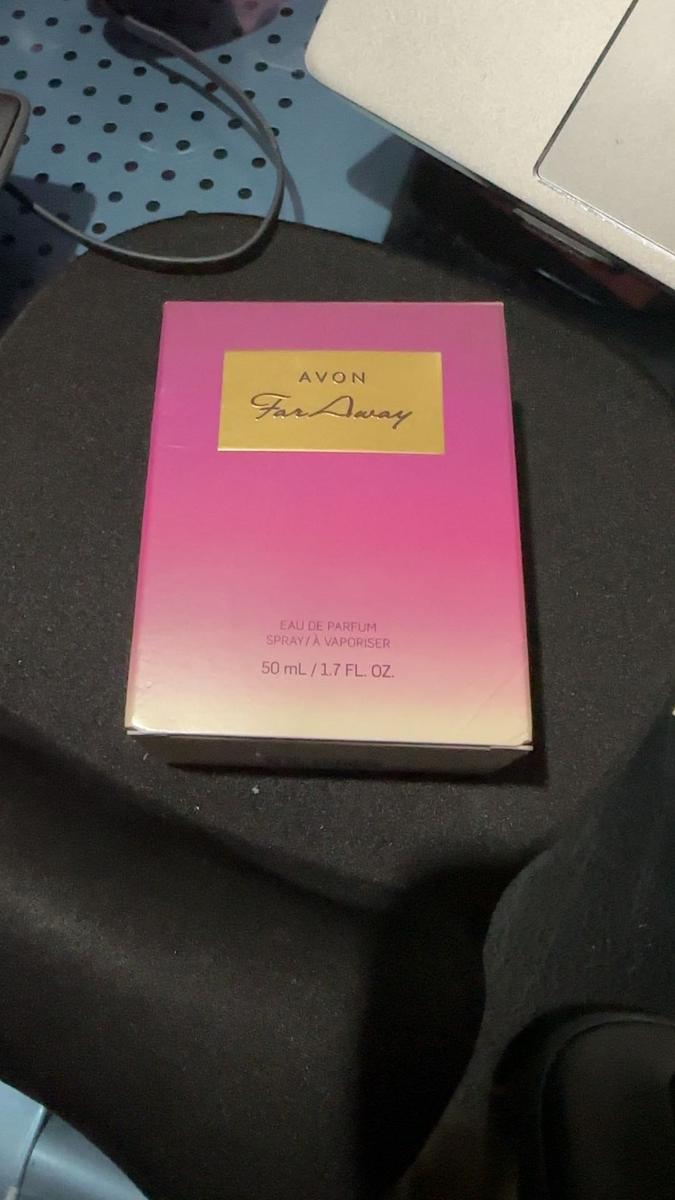 AVON
Far Away
EAU DE PARFUM
SPRAY/À VAPORISER
50 mL / 1.7 FL. OZ.